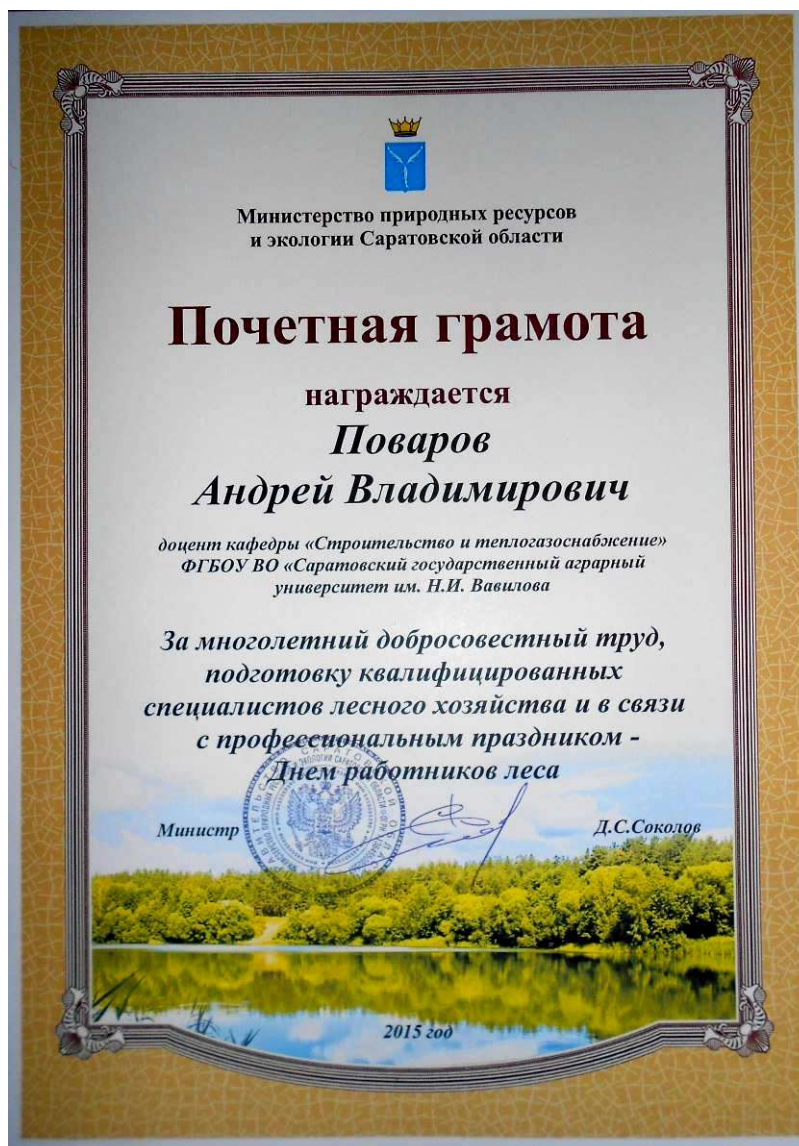 Министерство природных ресурсов
и экологии Саратовской области
Почетная грамота
награждается
Поваров
Андрей Владимирович
доцент кафедры «Строительство и теплогазоснабжение»
ФГБОУ ВО «Саратовский государственный аграрный
университет им. Н.И. Вавилова
За многолетний добросовестный труд,
подготовку квалифицированных
специалистов лесного хозяйства и в связи
с профессиональным праздником -
Днем работников леса
Министр
Д.С.Соколов
2015 год